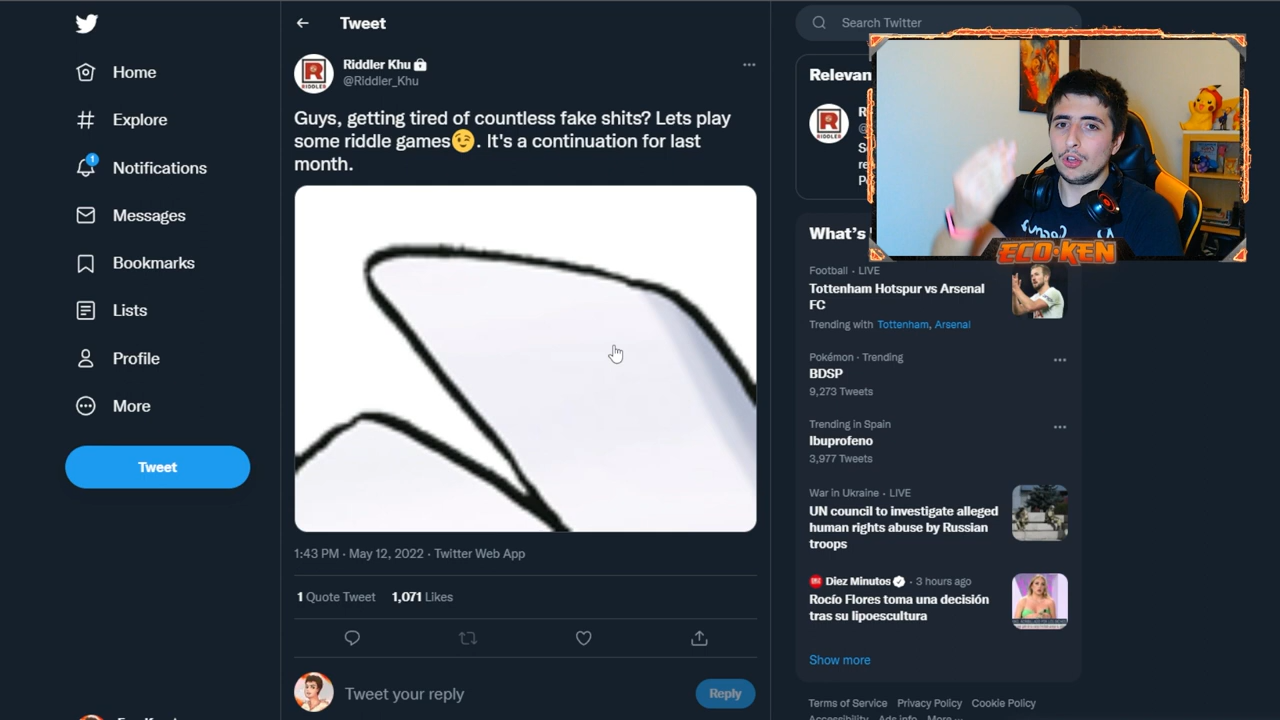 Home
Explore
1
Notifications
Messages
Bookmarks
Lists
Profile
More
Tweet
Tweet
RIDDLER
Riddler Khu
@Riddler_Khu
Guys, getting tired of countless fake shits? Lets play
some riddle games😉. It's a continuation for last
month.
1:43 PM · May 12, 2022 · Twitter Web App
1 Quote Tweet 1,071 Likes
Tweet your reply
Reply
Search Twitter
Relevan
RIDDLER
ECO-KEN
What's
Football · LIVE
Tottenham Hotspur vs Arsenal
FC
Trending with Tottenham, Arsenal
Pokémon · Trending
BDSP
9,273 Tweets
Trending in Spain
Ibuprofeno
3,977 Tweets
War in Ukraine · LIVE
UN council to investigate alleged
human rights abuse by Russian
troops
Diez Minutos · 3 hours ago
Rocío Flores toma una decisión
tras su lipoescultura
Show more
Terms of Service Privacy Policy Cookie Policy